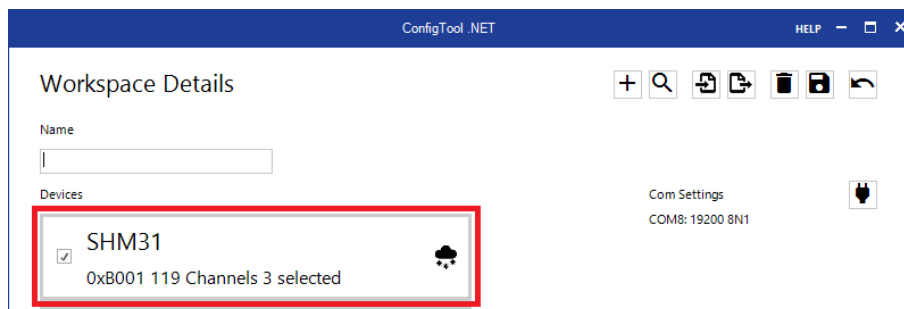 ConfigTool .NET
HELP
Workspace Details
Name
Devices
Com Settings
COM8: 19200 8N1
SHM31
0xB001 119 Channels 3 selected